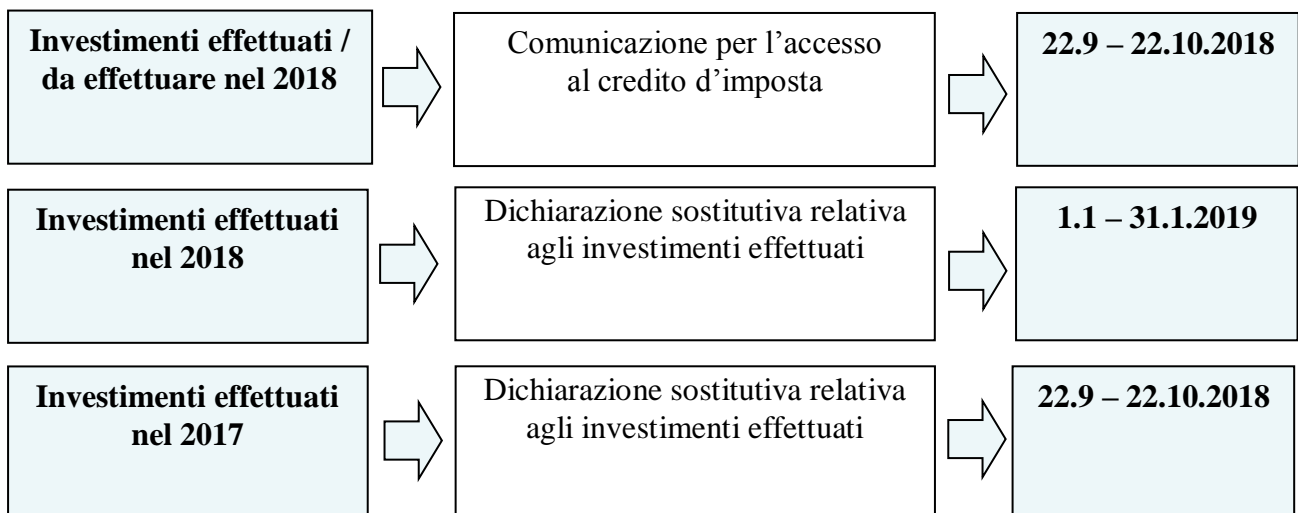 Investimenti effettuati /
da effettuare nel 2018
Comunicazione per l’accesso
al credito d’imposta
22.9 – 22.10.2018
Investimenti effettuati
nel 2018
Dichiarazione sostitutiva relativa
agli investimenti effettuati
1.1 – 31.1.2019
Investimenti effettuati
nel 2017
Dichiarazione sostitutiva relativa
agli investimenti effettuati
22.9 – 22.10.2018